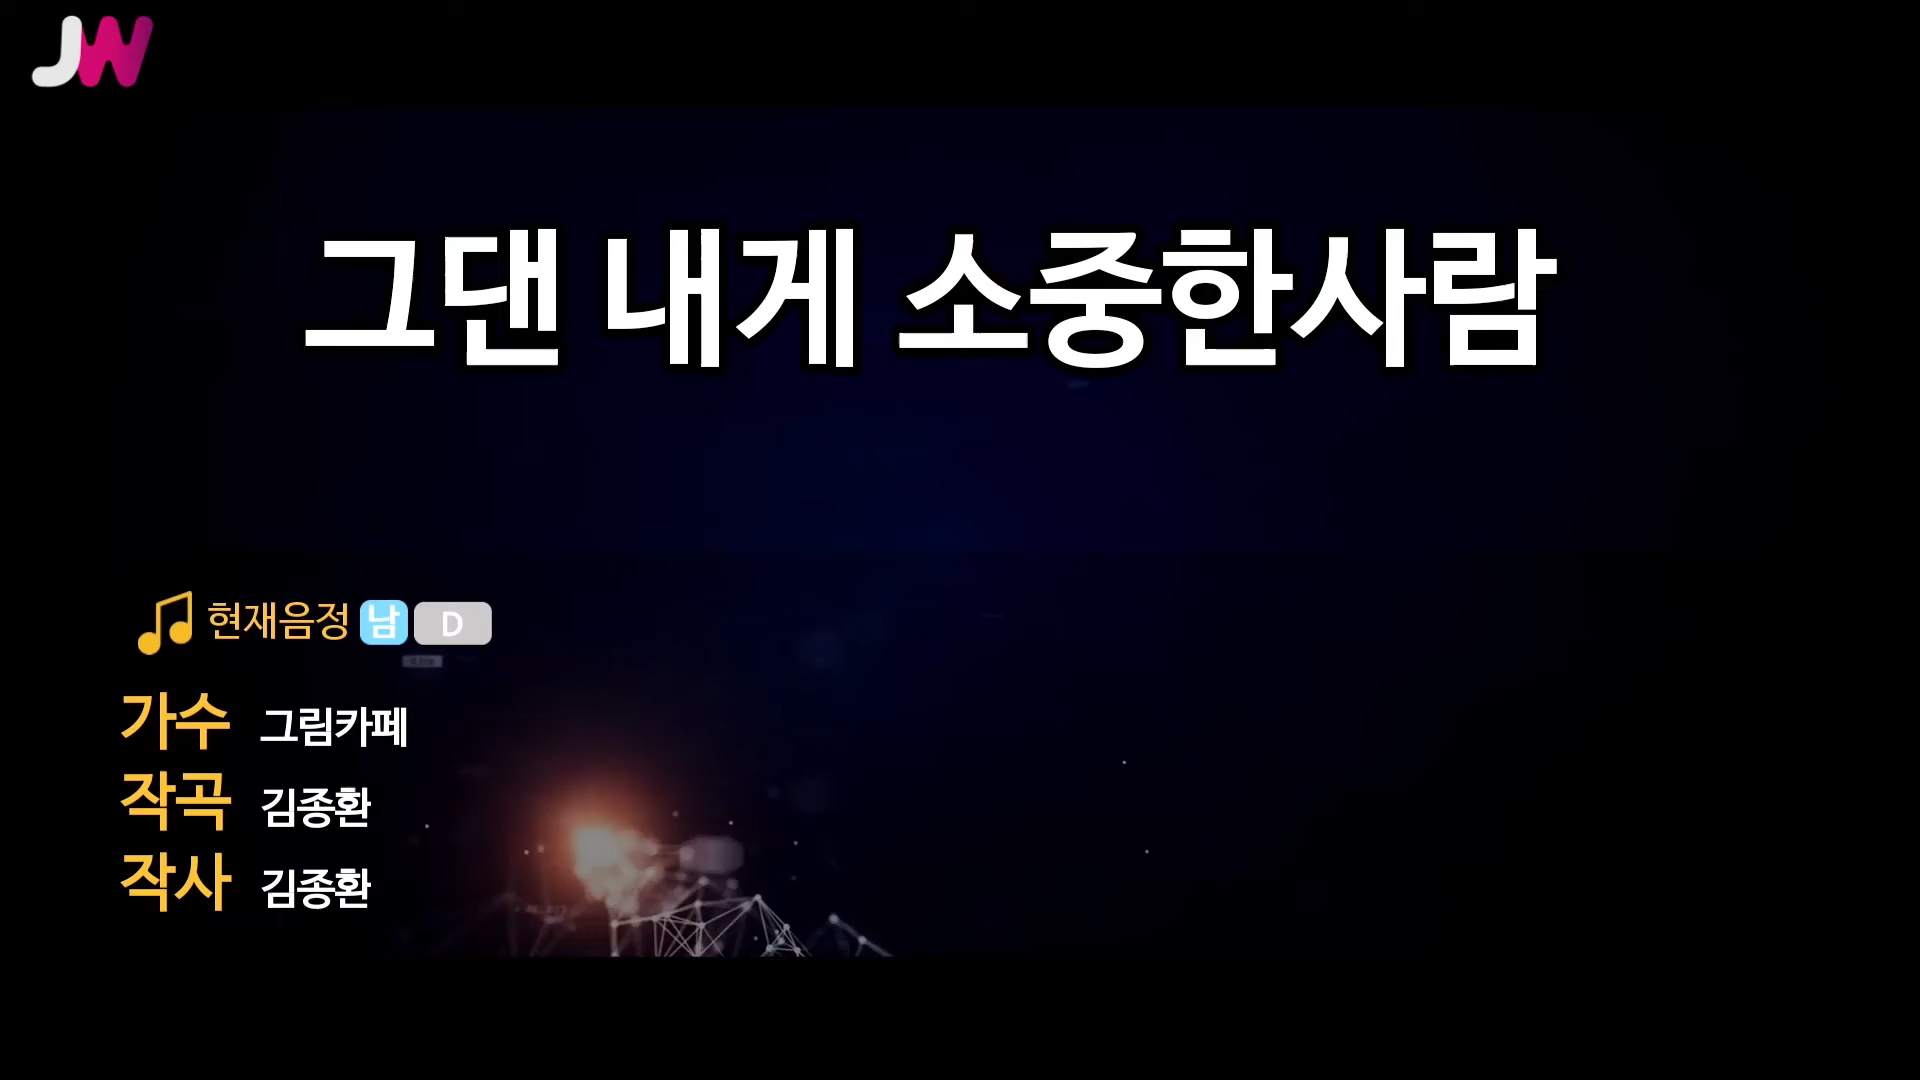 JW
그댄 내게 소중한사람
현재음정 남 D
가수 그림카페
작곡 김종환
작사 김종환